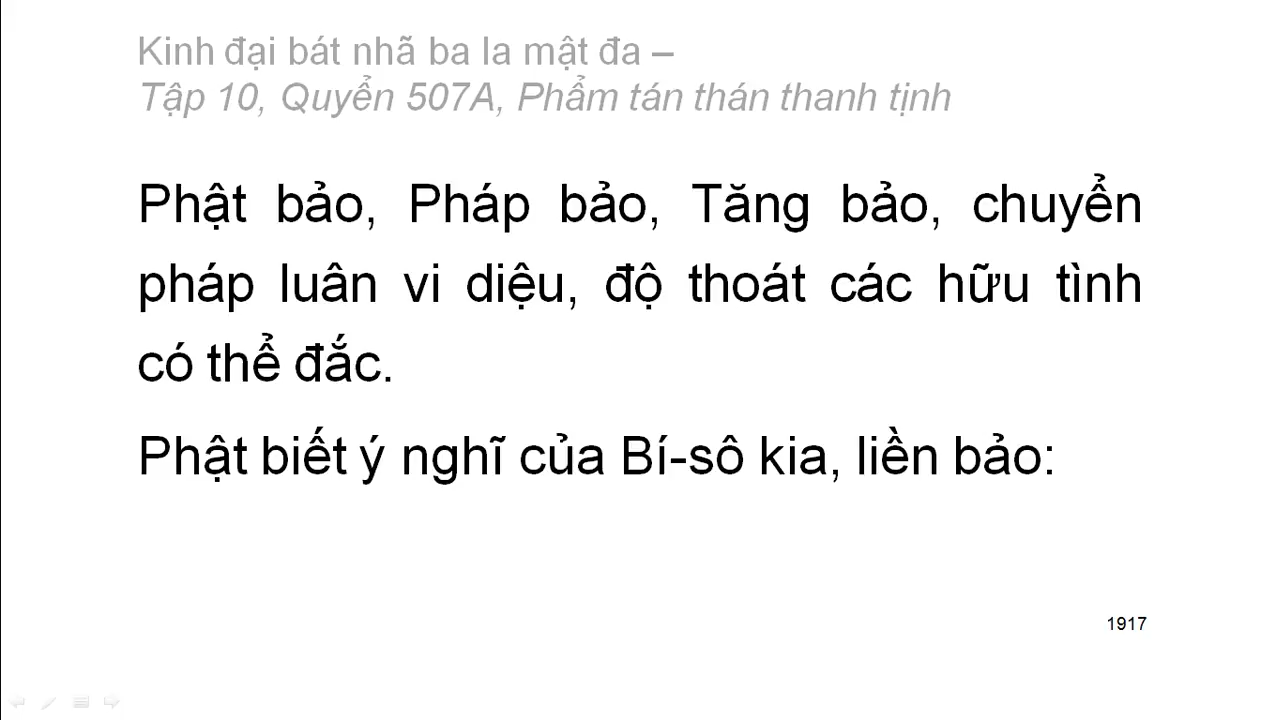 Kinh đại bát nhã ba la mật đa –
Tập 10, Quyển 507A, Phẩm tán thán thanh tịnh
Phật bảo, Pháp bảo, Tăng bảo, chuyển
pháp luân vi diệu, độ thoát các hữu tình
có thể đắc.
Phật biết ý nghĩ của Bí-sô kia, liền bảo:
1917